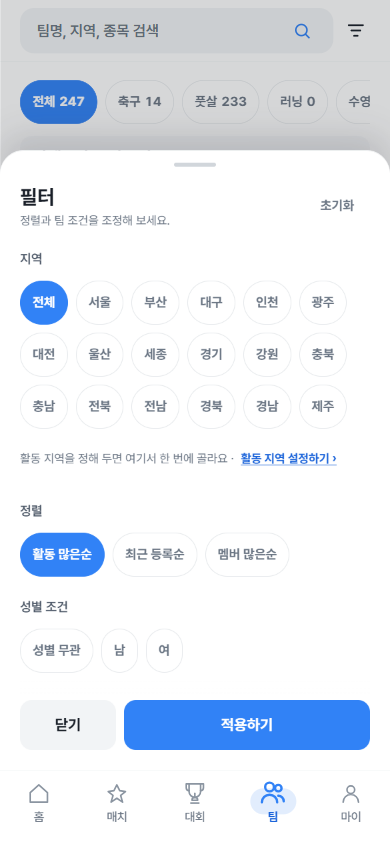 팀명, 지역, 종목 검색
전체 247 축구 14 풋살 233 러닝 0 수영
필터
정렬과 팀 조건을 조정해 보세요.
초기화
지역
전체 서울 부산 대구 인천 광주
대전 울산 세종 경기 강원 충북
충남 전북 전남 경북 경남 제주
활동 지역을 정해 두면 여기서 한 번에 골라요 · 활동 지역 설정하기 ›
정렬
활동 많은순 최근 등록순 멤버 많은순
성별 조건
성별 무관 남 여
닫기 적용하기
홈 매치 대회 팀 마이